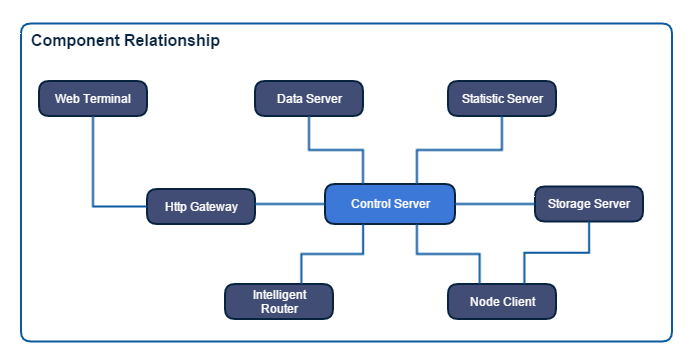 Component Relationship
Web Terminal
Data Server
Statistic Server
Http Gateway
Control Server
Storage Server
Intelligent
Router
Node Client